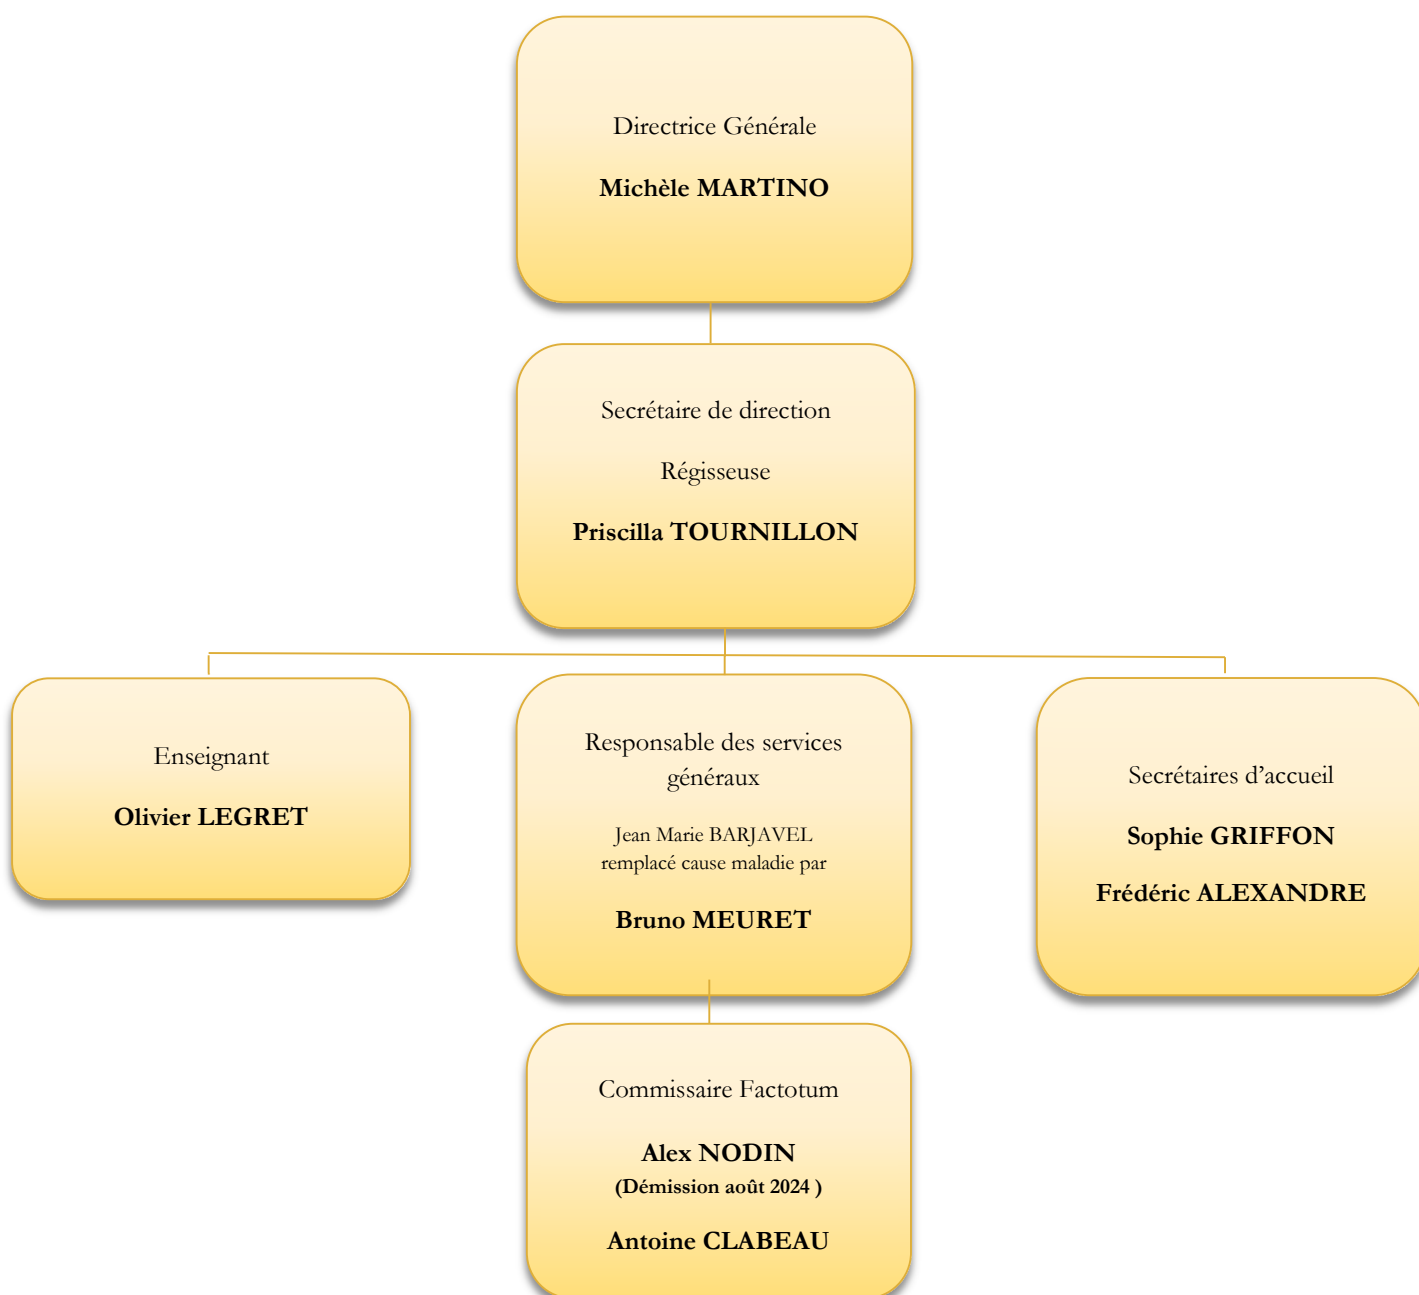 Directrice Générale
Michèle MARTINO
Secrétaire de direction
Régisseuse
Priscilla TOURNILLON
Enseignant
Olivier LEGRET
Responsable des services
généraux
Jean Marie BARJAVEL
remplacé cause maladie par
Bruno MEURET
Secrétaires d’accueil
Sophie GRIFFON
Frédéric ALEXANDRE
Commissaire Factotum
Alex NODIN
(Démission août 2024 )
Antoine CLABEAU